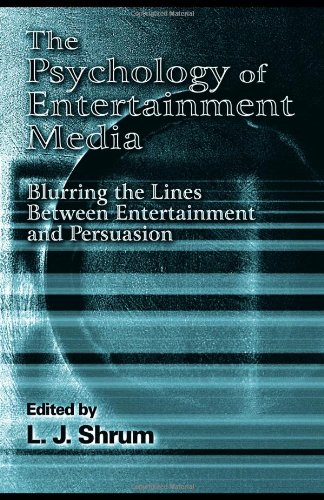 The
Psychology of
Entertainment
Media
Blurring the Lines
Between Entertainment
and Persuasion
Edited by
L. J. Shrum